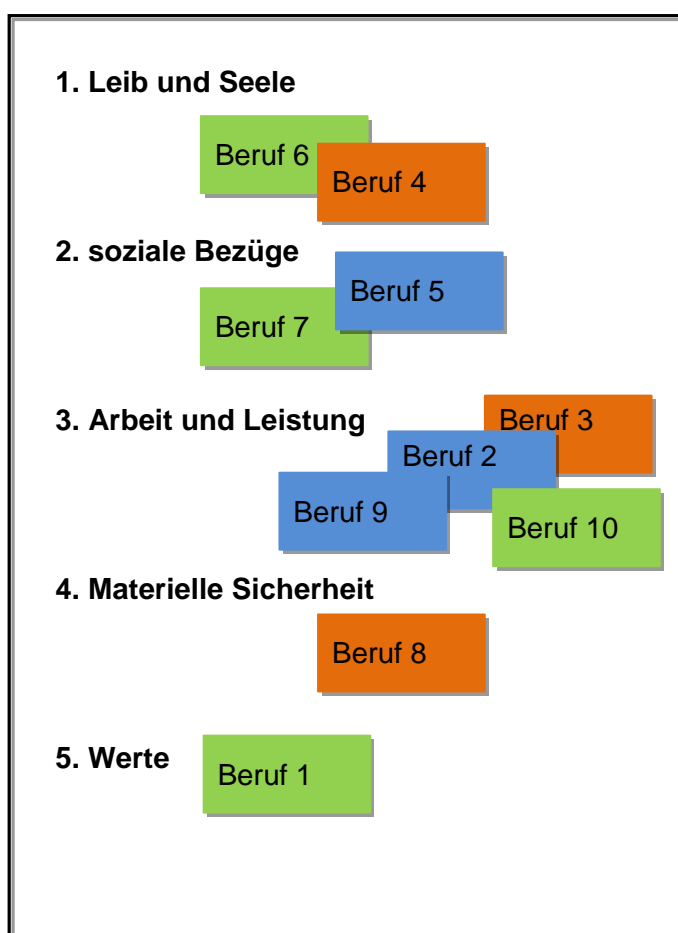 1. Leib und Seele
Beruf 6
Beruf 4
2. soziale Bezüge
Beruf 5
Beruf 7
3. Arbeit und Leistung
Beruf 3
Beruf 2
Beruf 9
Beruf 10
4. Materielle Sicherheit
Beruf 8
5. Werte
Beruf 1